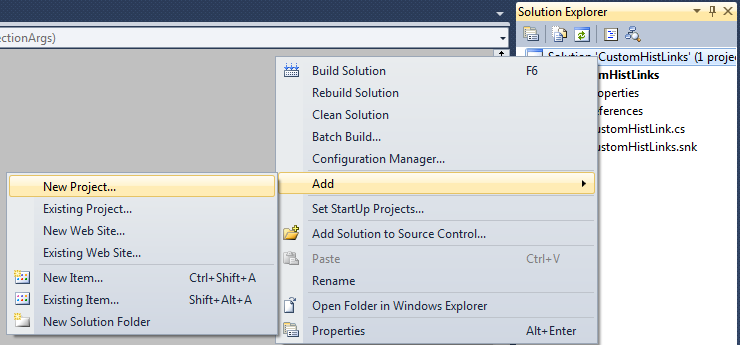 Solution Explorer
ectionArgs)
Solution 'CustomHistLinks' (1 proje
mHistLinks
operties
eferences
ustomHistLink.cs
ustomHistLinks.snk
Build Solution F6
Rebuild Solution
Clean Solution
Batch Build...
Configuration Manager...
Add
Set StartUp Projects...
Add Solution to Source Control...
Paste Ctrl+V
Rename
Open Folder in Windows Explorer
Properties Alt+Enter
New Project...
Existing Project...
New Web Site...
Existing Web Site...
New Item... Ctrl+Shift+A
Existing Item... Shift+Alt+A
New Solution Folder